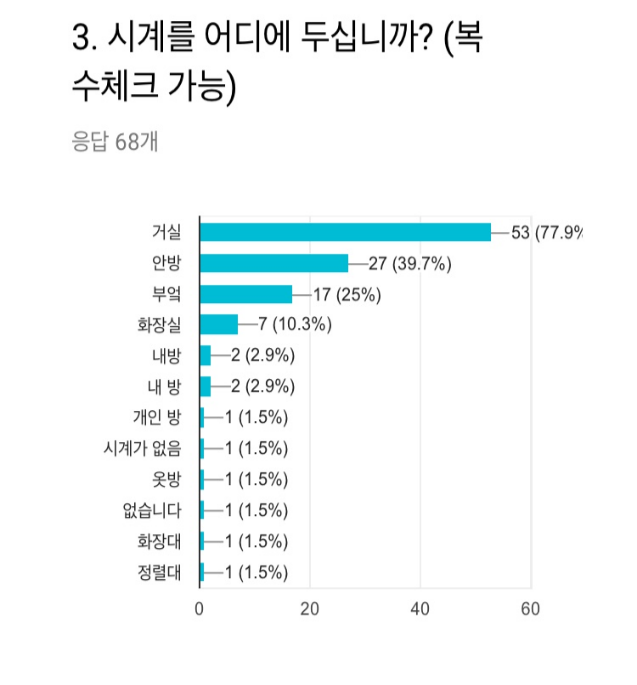 3. 시계를 어디에 두십니까? (복
수체크 가능)
응답 68개
거실 53 (77.9%
안방 27 (39.7%)
부엌 17 (25%)
화장실 7 (10.3%)
내방 2 (2.9%)
내 방 2 (2.9%)
개인 방 1 (1.5%)
시계가 없음 1 (1.5%)
옷방 1 (1.5%)
없습니다 1 (1.5%)
화장대 1 (1.5%)
정렬대 1 (1.5%)
0 20 40 60